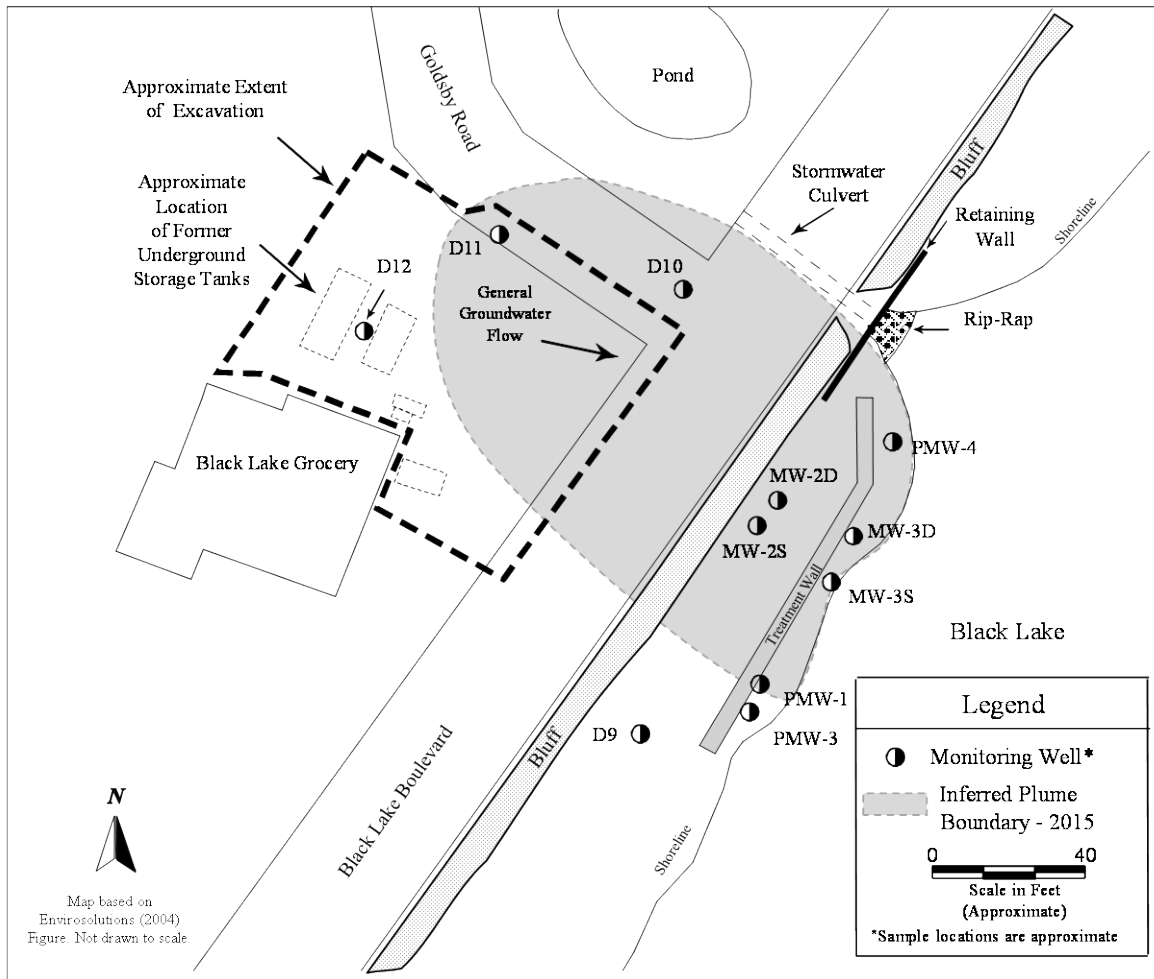 Approximate Extent
of Excavation
Goldsby Road
Pond
Approximate
Location
of Former
Underground
Storage Tanks
Stormwater
Culvert
Bluff
Retaining
Wall
Shoreline
D11
D12
D10
General
Groundwater
Flow
Rip-Rap
Black Lake Grocery
PMW-4
MW-2D
MW-2S
MW-3D
MW-3S
Treatment Wall
Black Lake
PMW-1
PMW-3
D9
Bluff
Black Lake Boulevard
Shoreline
N
Map based on
Envirosolutions (2004)
Figure. Not drawn to scale.
Legend
Monitoring Well*
Inferred Plume
Boundary - 2015
0 40
Scale in Feet
(Approximate)
*Sample locations are approximate